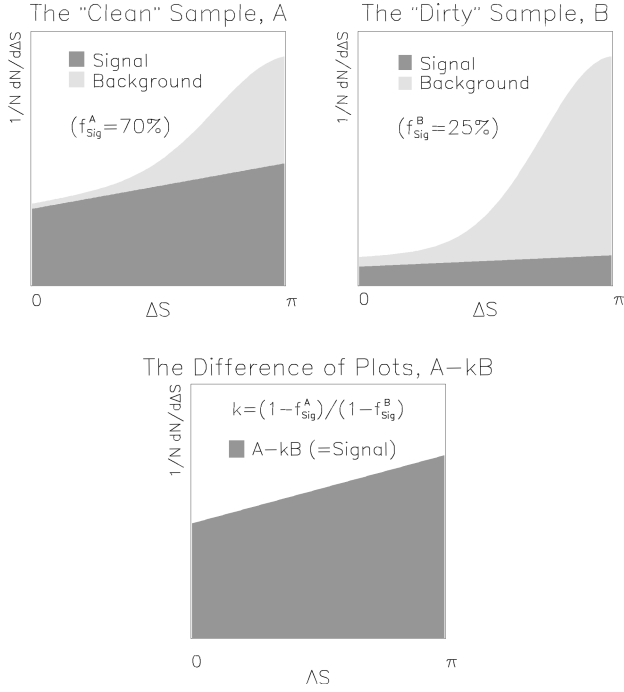 The "Clean" Sample, A
1/N dN/dΔS
Signal
Background
(f^A_Sig=70%)
0
π
ΔS
The "Dirty" Sample, B
1/N dN/dΔS
Signal
Background
(f^B_Sig=25%)
0
π
ΔS
The Difference of Plots, A-kB
1/N dN/dΔS
k=(1-f^A_Sig)/(1-f^B_Sig)
A-kB (=Signal)
0
π
ΔS